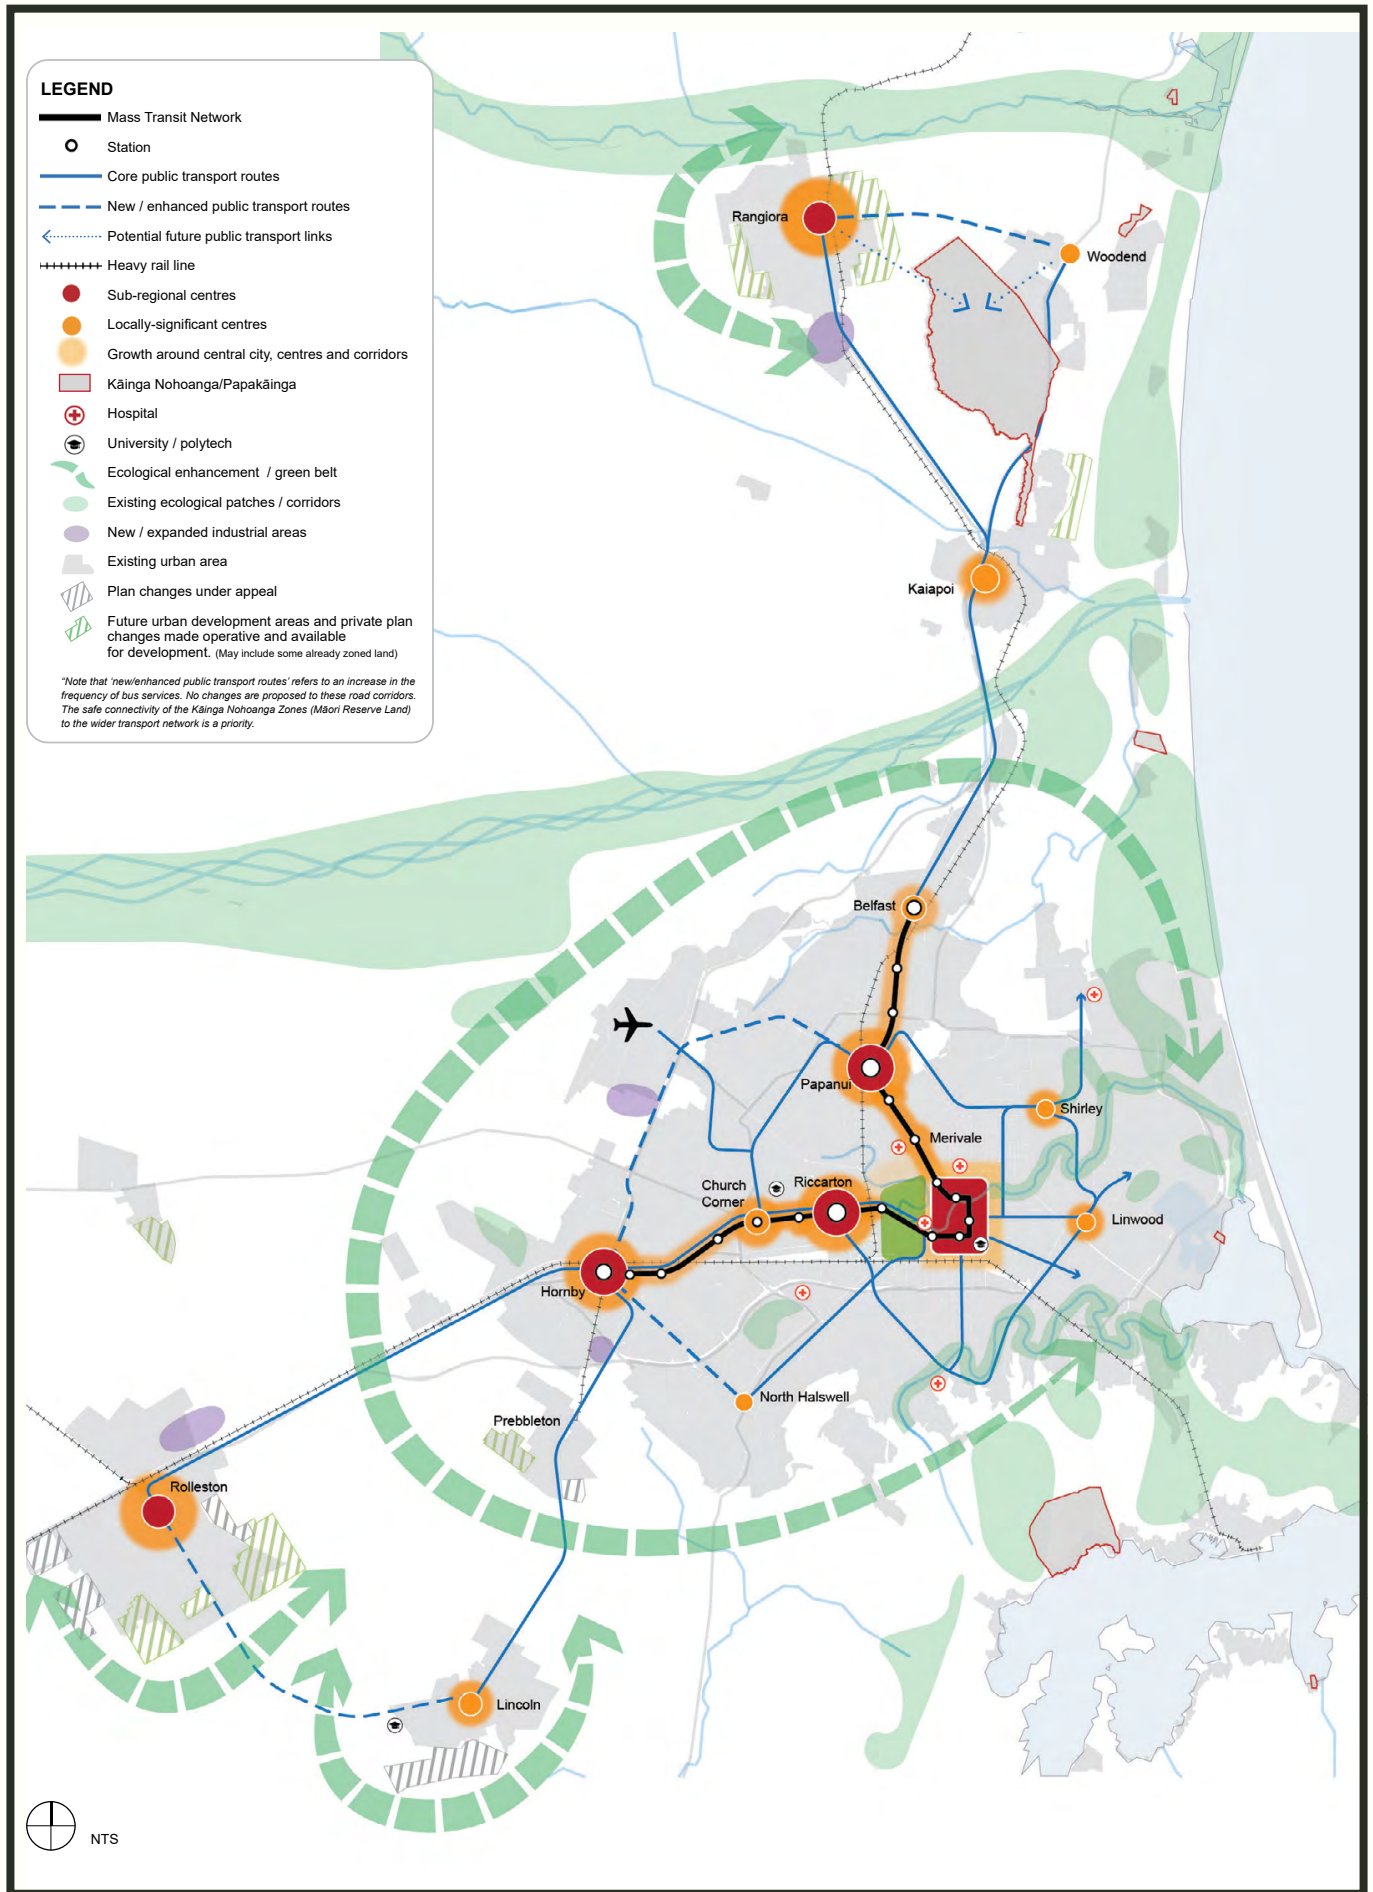 LEGEND
Mass Transit Network
Station
Core public transport routes
New / enhanced public transport routes
Potential future public transport links
Heavy rail line
Sub-regional centres
Locally-significant centres
Growth around central city, centres and corridors
Kāinga Nohoanga/Papakāinga
Hospital
University / polytech
Ecological enhancement / green belt
Existing ecological patches / corridors
New / expanded industrial areas
Existing urban area
Plan changes under appeal
Future urban development areas and private plan
changes made operative and available
for development. (May include some already zoned land)
"Note that 'new/enhanced public transport routes' refers to an increase in the
frequency of bus services. No changes are proposed to these road corridors.
The safe connectivity of the Kāinga Nohoanga Zones (Māori Reserve Land)
to the wider transport network is a priority.
Rangiora
Woodend
Kaiapoi
Belfast
Papanui
Shirley
Merivale
Church
Corner
Riccarton
Linwood
Hornby
North Halswell
Prebbleton
Rolleston
Lincoln
NTS